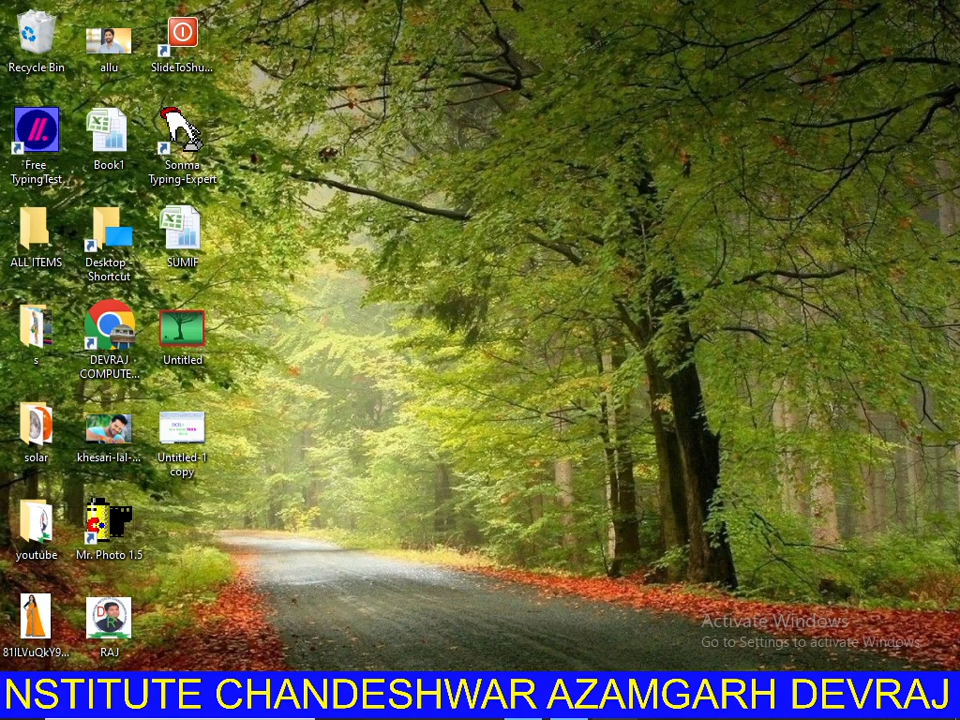 Recycle Bin
allu
SlideToShu...
Free
TypingTest
Book1
Sonma
Typing-Expert
ALL ITEMS
Desktop -
Shortcut
SUMIF
s
DEVRAJ
COMPUTE...
Untitled
solar
khesari-lal-...
Untitled-1
copy
youtube
Mr. Photo 1.5
81lLVuQkY9...
RAJ
Activate Windows
Go to Settings to activate Windows.
NSTITUTE CHANDESHWAR AZAMGARH DEVRAJ